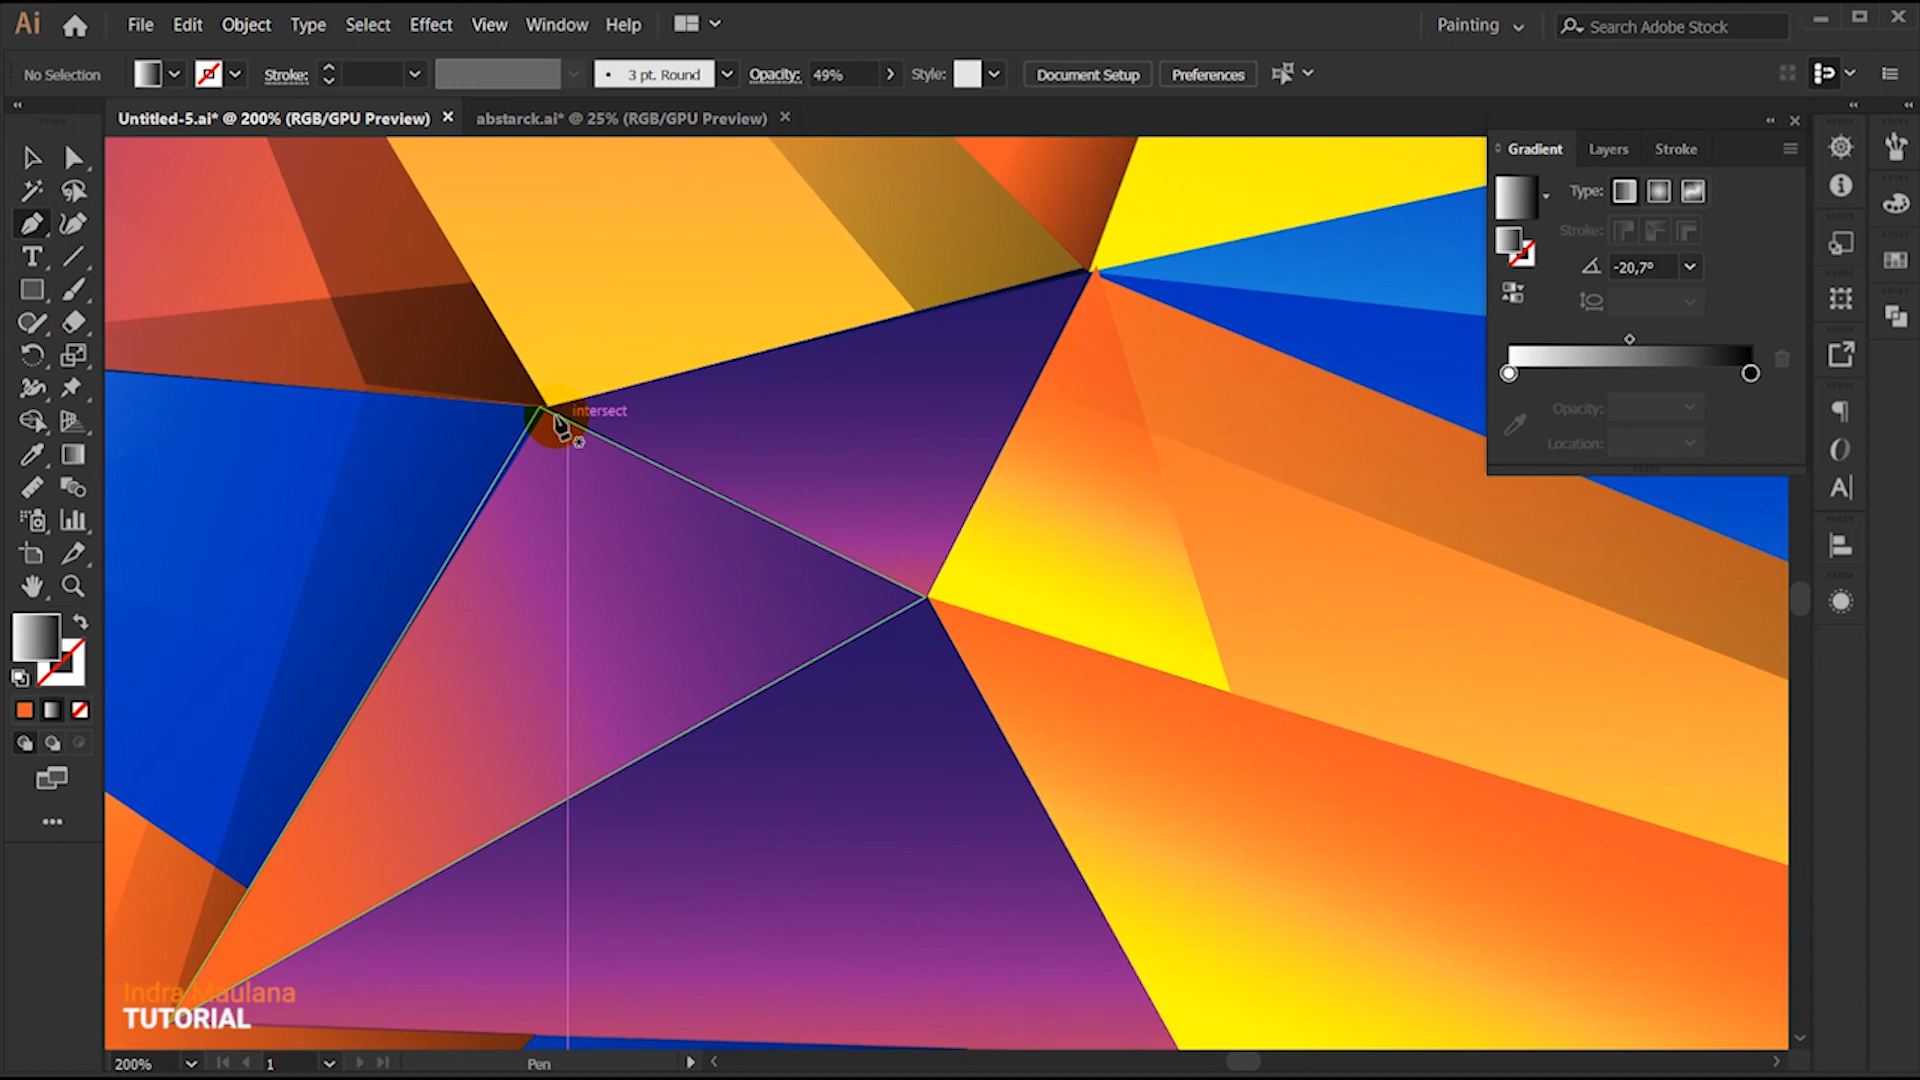 Ai File Edit Object Type Select Effect View Window Help Painting Search Adobe Stock
No Selection Stroke: 3 pt. Round Opacity: 49% Style: Document Setup Preferences
Untitled-5.ai* @ 200% (RGB/GPU Preview) abstarck.ai* @ 25% (RGB/GPU Preview)
Gradient Layers Stroke
Type:
Stroke:
-20,7°
Opacity:
Location:
intersect
Indra Maulana
TUTORIAL
200% 1 Pen